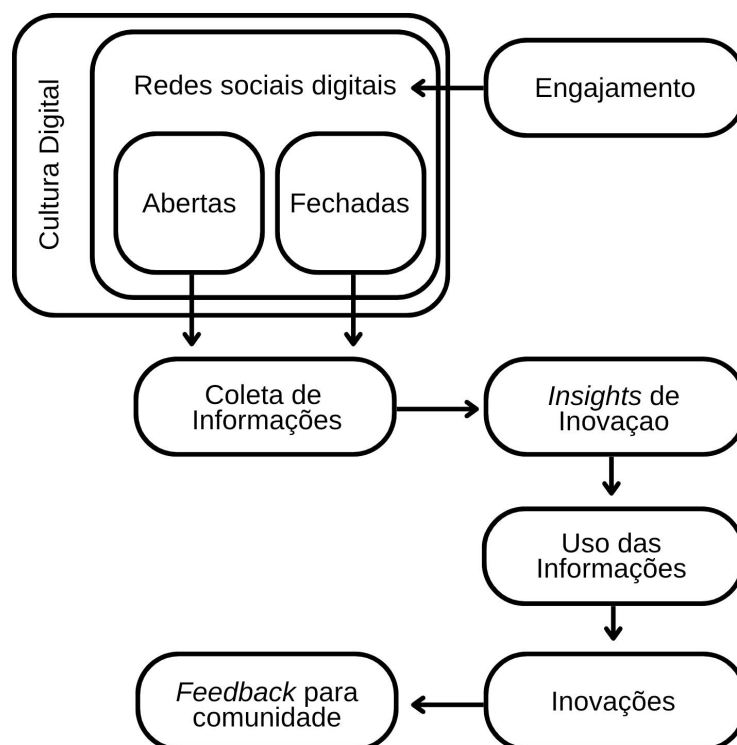 Cultura Digital
Redes sociais digitais
Engajamento
Abertas
Fechadas
Coleta de
Informações
Insights de
Inovaçao
Uso das
Informações
Inovações
Feedback para
comunidade